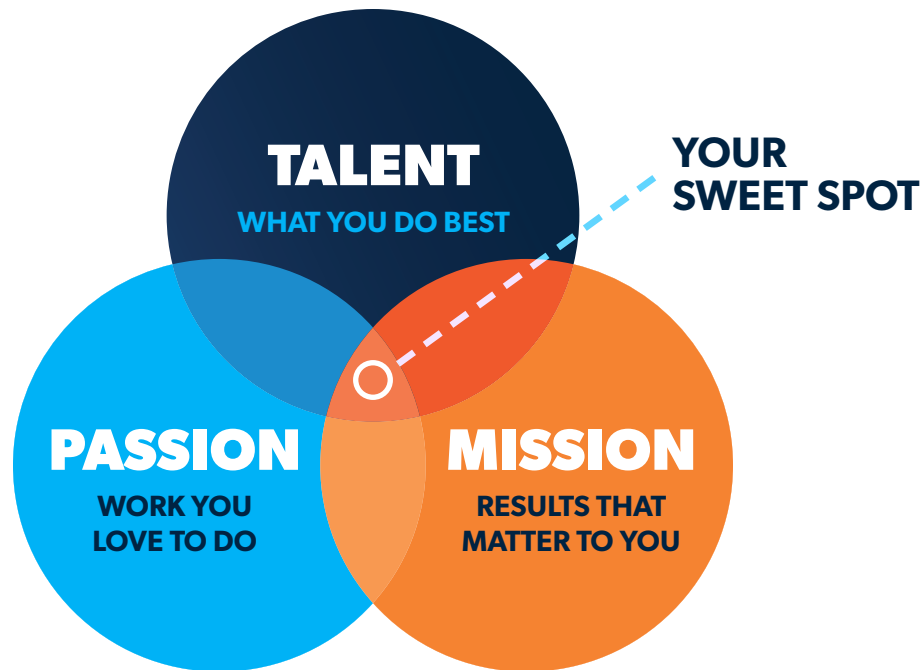 TALENT
WHAT YOU DO BEST
YOUR
SWEET SPOT
PASSION
WORK YOU
LOVE TO DO
MISSION
RESULTS THAT
MATTER TO YOU